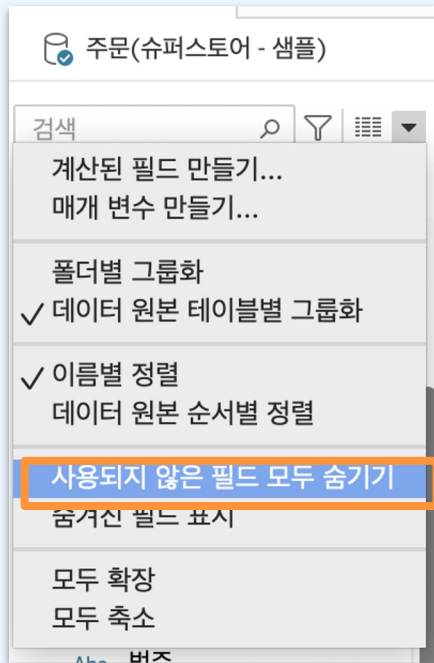 주문(슈퍼스토어 - 샘플)
검색
계산된 필드 만들기...
매개 변수 만들기...
폴더별 그룹화
데이터 원본 테이블별 그룹화
이름별 정렬
데이터 원본 순서별 정렬
사용되지 않은 필드 모두 숨기기
숨겨진 필드 표시
모두 확장
모두 축소
Abc 범주